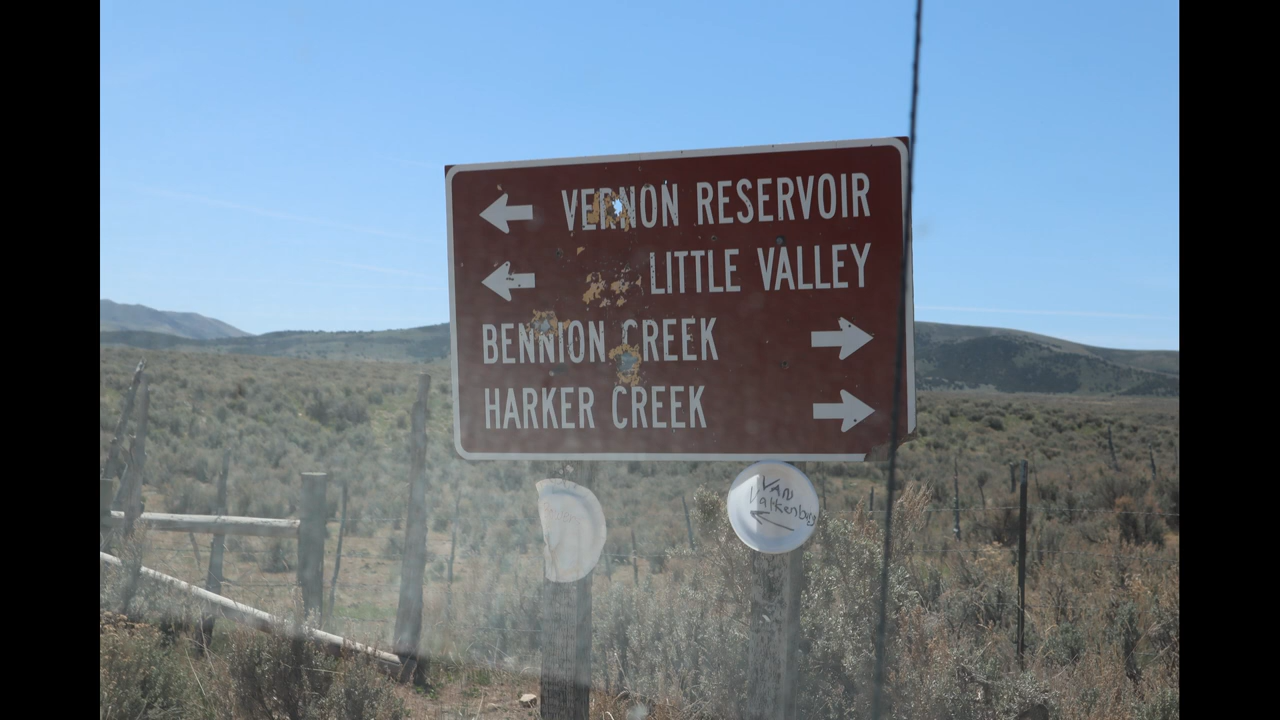 ← VERNON RESERVOIR
← LITTLE VALLEY
BENNION CREEK →
HARKER CREEK →
VAN
Valkenburg
←